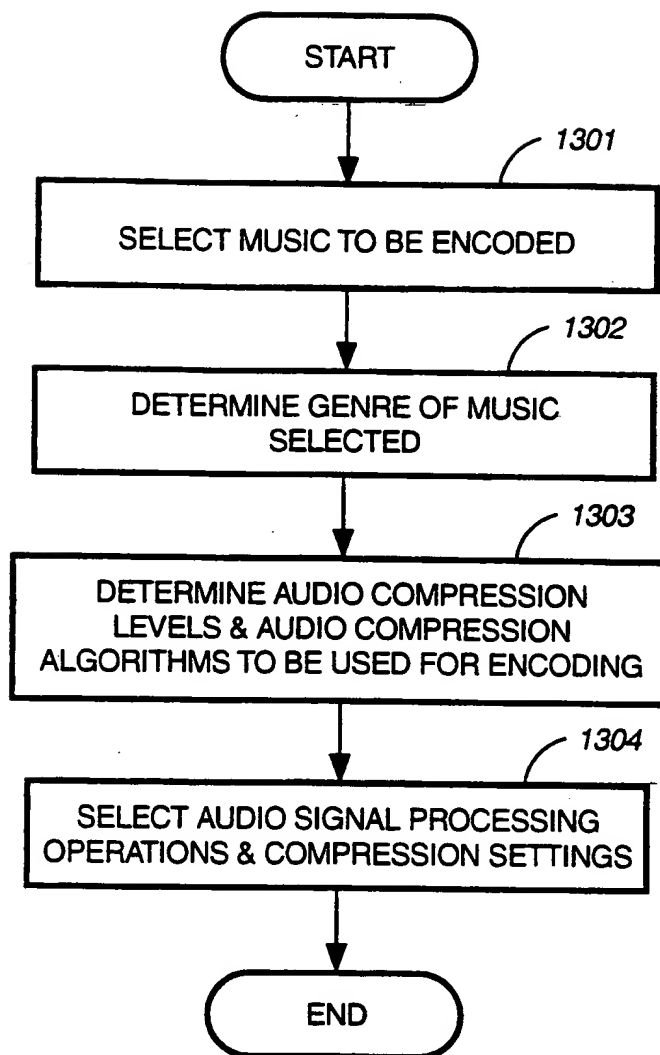 START
1301
SELECT MUSIC TO BE ENCODED
1302
DETERMINE GENRE OF MUSIC
SELECTED
1303
DETERMINE AUDIO COMPRESSION
LEVELS & AUDIO COMPRESSION
ALGORITHMS TO BE USED FOR ENCODING
1304
SELECT AUDIO SIGNAL PROCESSING
OPERATIONS & COMPRESSION SETTINGS
END